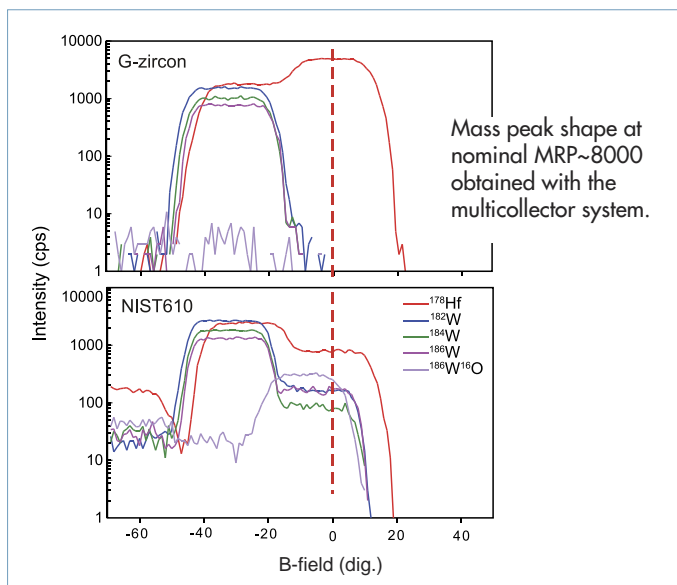 10000
G-zircon
1000
100
10
1
Mass peak shape at
nominal MRP~8000
obtained with the
multicollector system.
Intensity (cps)
10000
NIST610
1000
100
10
1
¹⁷⁸Hf
¹⁸²W
¹⁸⁴W
¹⁸⁶W
¹⁸⁶W¹⁶O
-60 -40 -20 0 20 40
B-field (dig.)